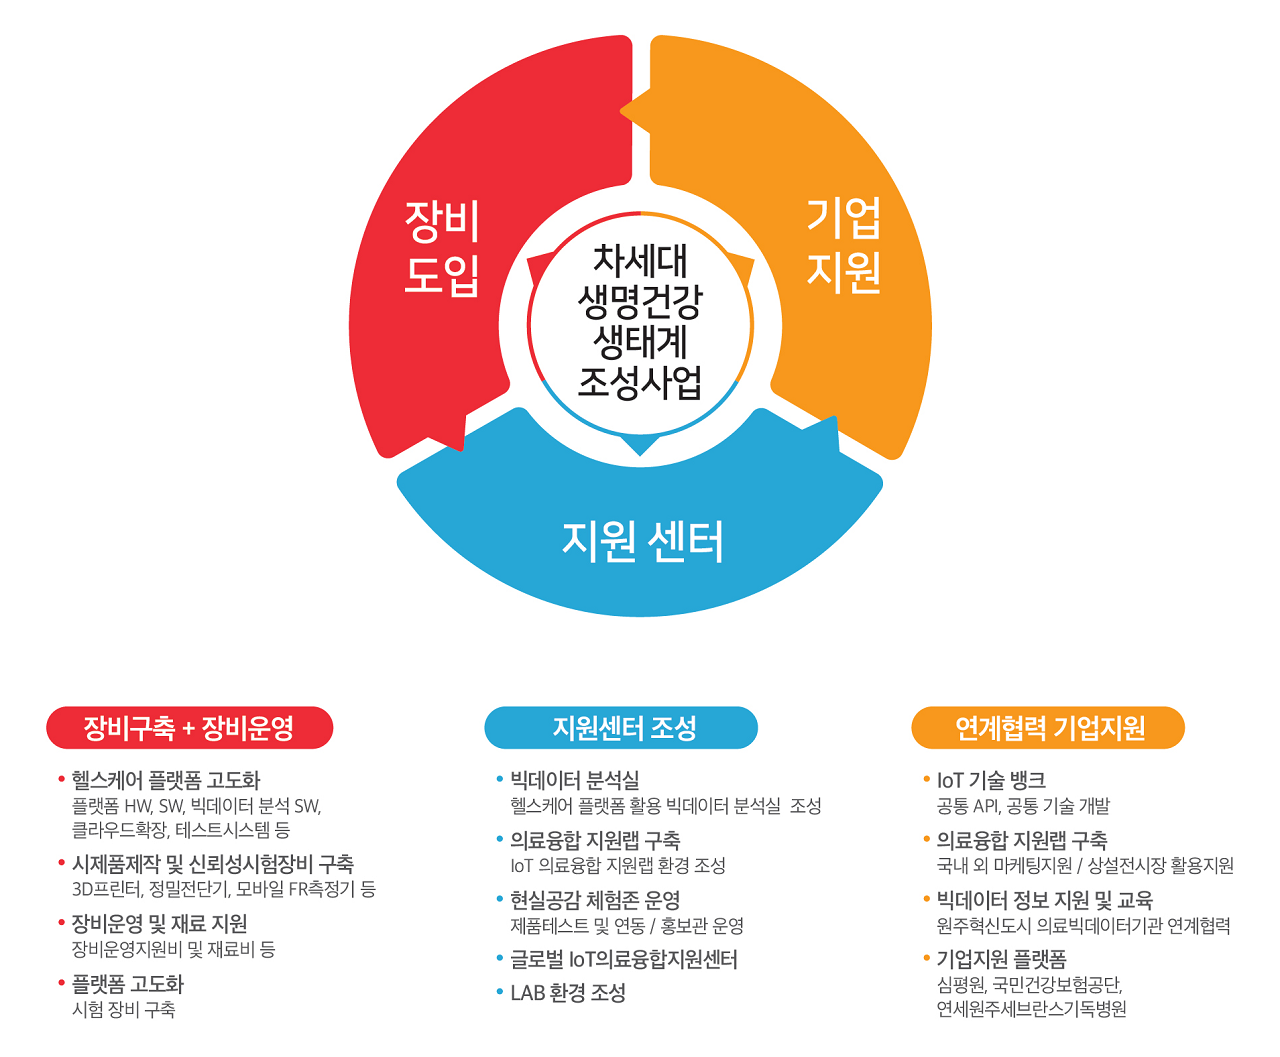 장비
도입
기업
지원
차세대
생명건강
생태계
조성사업
지원 센터
장비구축 + 장비운영
• 헬스케어 플랫폼 고도화
플랫폼 HW, SW, 빅데이터 분석 SW,
클라우드확장, 테스트시스템 등
• 시제품제작 및 신뢰성시험장비 구축
3D프린터, 정밀전단기, 모바일 FR측정기 등
• 장비운영 및 재료 지원
장비운영지원비 및 재료비 등
• 플랫폼 고도화
시험 장비 구축
지원센터 조성
• 빅데이터 분석실
헬스케어 플랫폼 활용 빅데이터 분석실 조성
• 의료융합 지원랩 구축
IoT 의료융합 지원랩 환경 조성
• 현실공감 체험존 운영
제품테스트 및 연동 / 홍보관 운영
• 글로벌 IoT의료융합지원센터
• LAB 환경 조성
연계협력 기업지원
• IoT 기술 뱅크
공통 API, 공통 기술 개발
• 의료융합 지원랩 구축
국내 외 마케팅지원 / 상설전시장 활용지원
• 빅데이터 정보 지원 및 교육
원주혁신도시 의료빅데이터기관 연계협력
• 기업지원 플랫폼
심평원, 국민건강보험공단,
연세원주세브란스기독병원